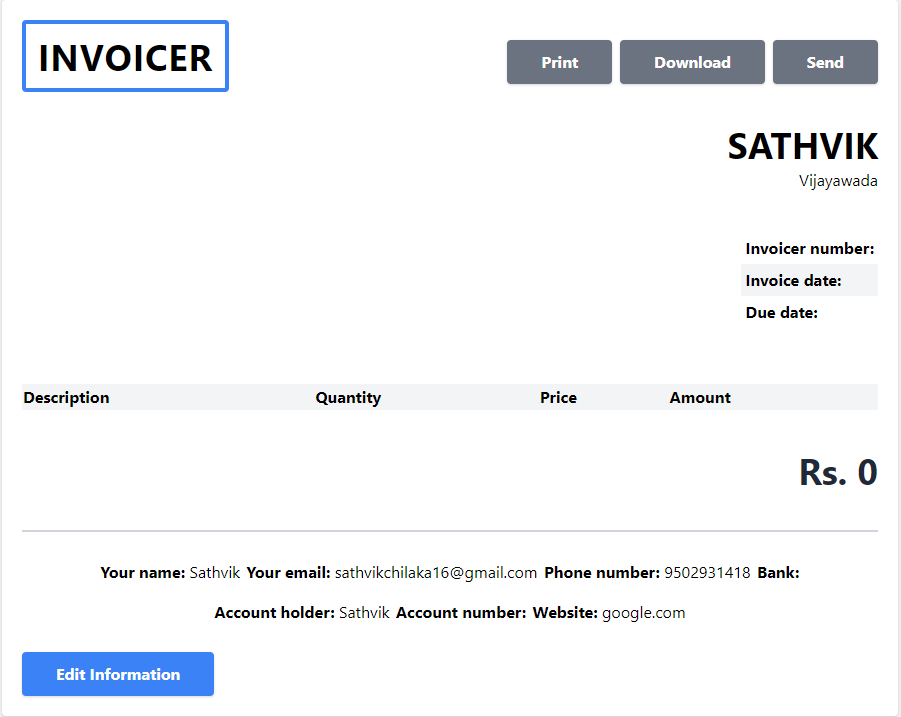 INVOICER
Print Download Send
SATHVIK
Vijayawada
Invoicer number:
Invoice date:
Due date:
Description Quantity Price Amount
Rs. 0
Your name: Sathvik Your email: sathvikchilaka16@gmail.com Phone number: 9502931418 Bank:
Account holder: Sathvik Account number: Website: google.com
Edit Information